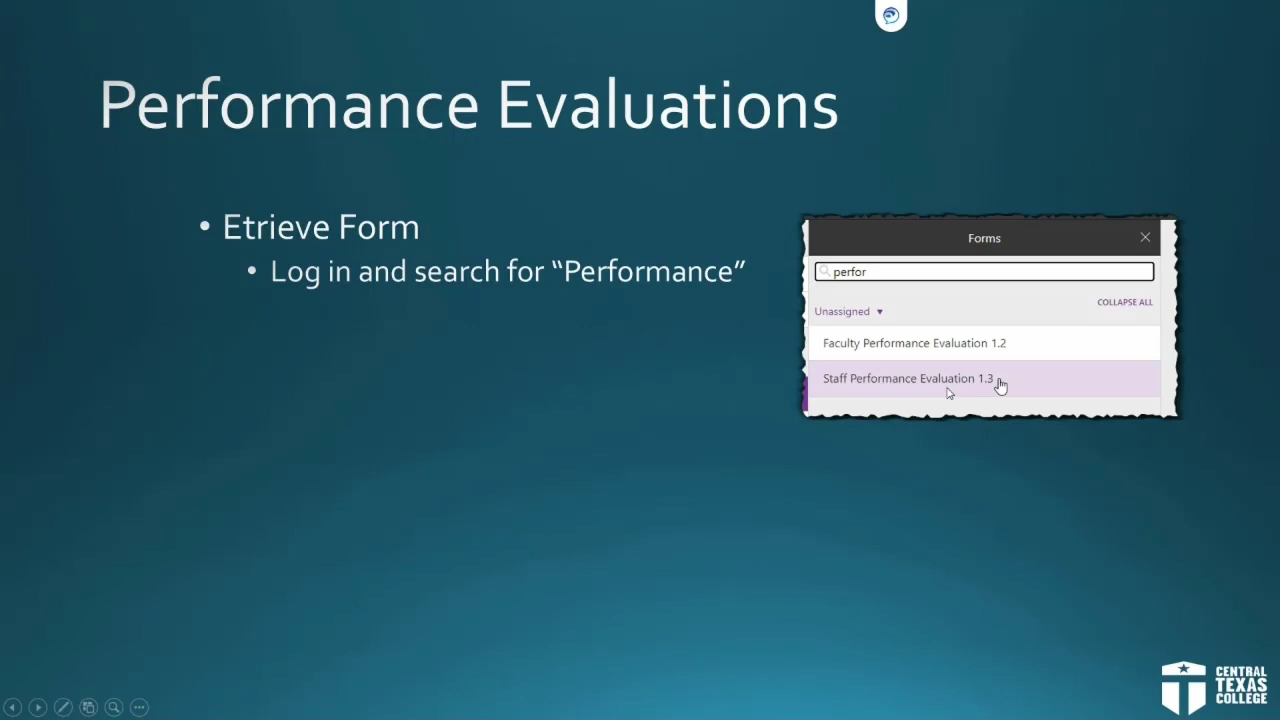 Performance Evaluations
• Etrieve Form
• Log in and search for “Performance”
Forms
perfor
COLLAPSE ALL
Unassigned ▼
Faculty Performance Evaluation 1.2
Staff Performance Evaluation 1.3
CENTRAL
TEXAS
COLLEGE